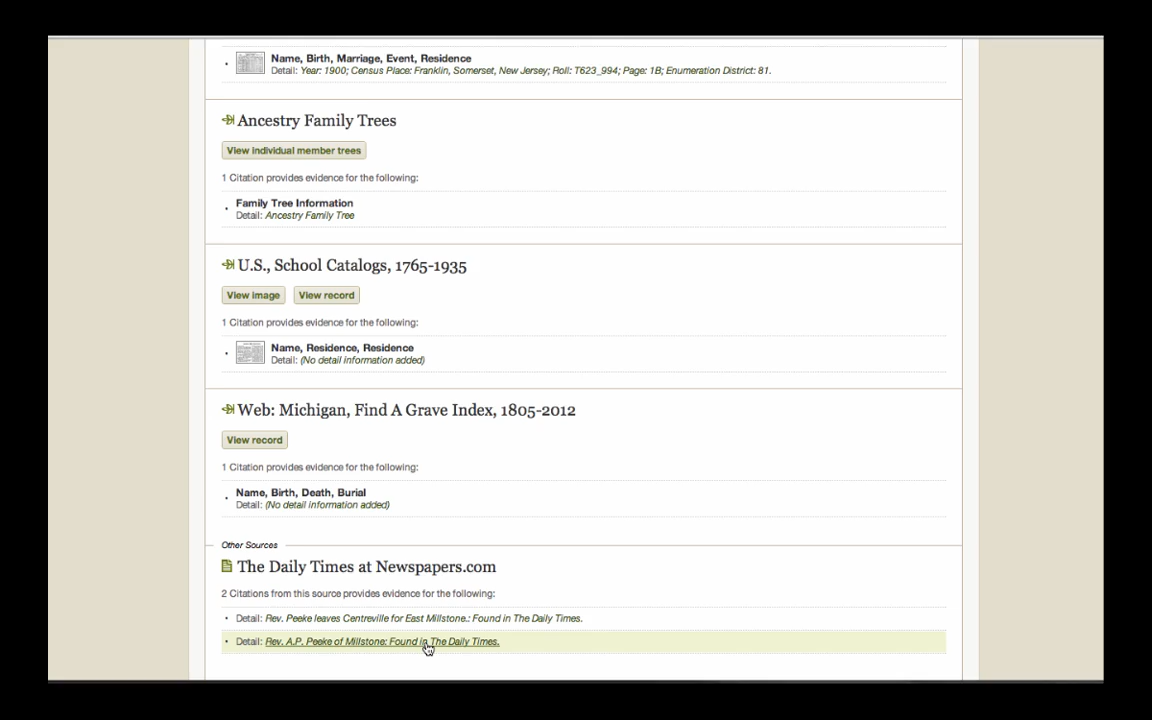 Name, Birth, Marriage, Event, Residence
Detail: Year: 1900; Census Place: Franklin, Somerset, New Jersey; Roll: T623_994; Page: 1B; Enumeration District: 81.
Ancestry Family Trees
View individual member trees
1 Citation provides evidence for the following:
Family Tree Information
Detail: Ancestry Family Tree
U.S., School Catalogs, 1765-1935
View image View record
1 Citation provides evidence for the following:
Name, Residence, Residence
Detail: (No detail information added)
Web: Michigan, Find A Grave Index, 1805-2012
View record
1 Citation provides evidence for the following:
Name, Birth, Death, Burial
Detail: (No detail information added)
Other Sources
The Daily Times at Newspapers.com
2 Citations from this source provides evidence for the following:
Detail: Rev. Peeke leaves Centreville for East Millstone.: Found in The Daily Times.
Detail: Rev. A.P. Peeke of Millstone: Found in The Daily Times.